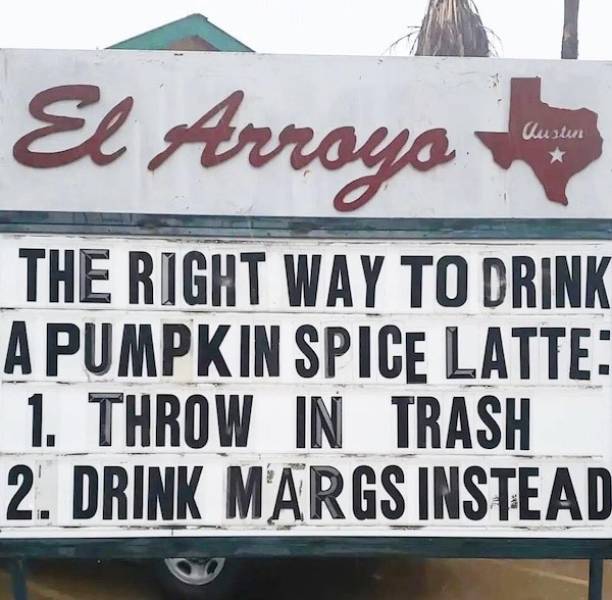 El Arroyo
Austin
THE RIGHT WAY TO DRINK
A PUMPKIN SPICE LATTE:
1. THROW IN TRASH
2. DRINK MARGS INSTEAD